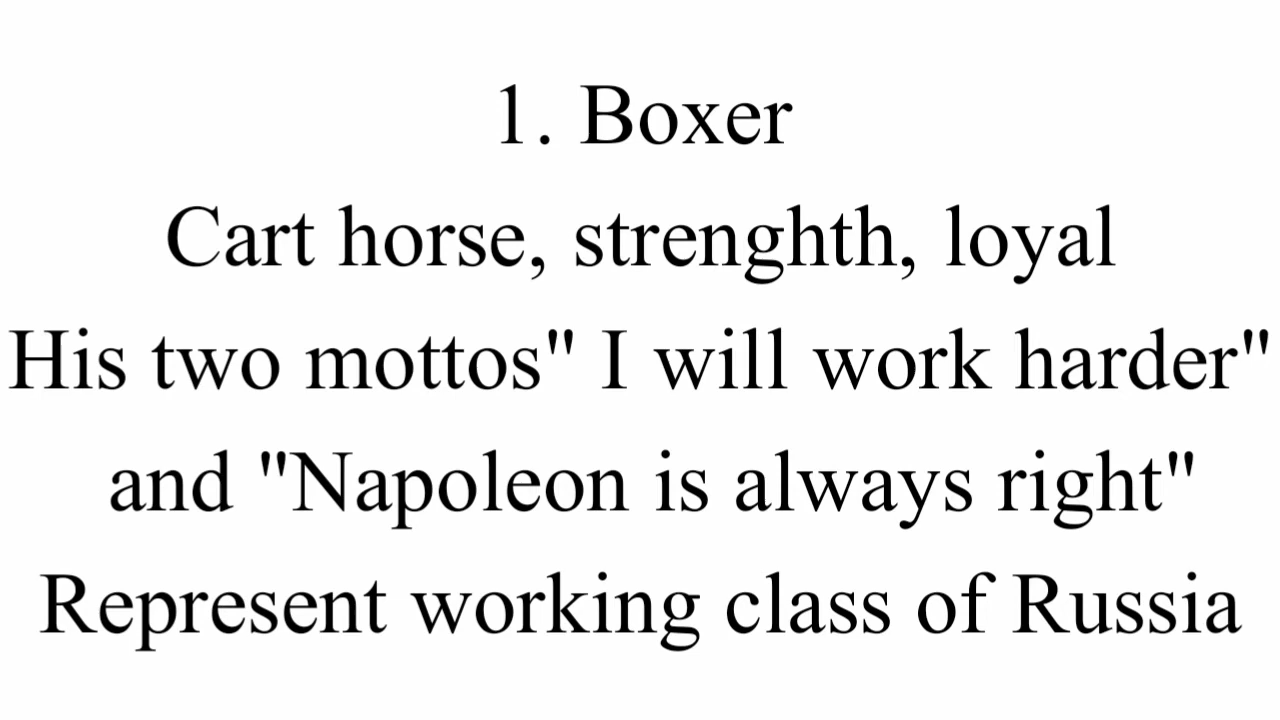 1. Boxer
Cart horse, strenghth, loyal
His two mottos" I will work harder"
and "Napoleon is always right"
Represent working class of Russia